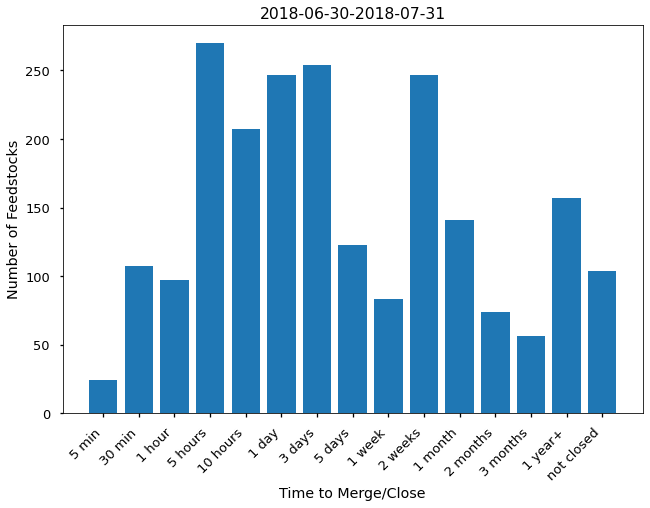 2018-06-30-2018-07-31
Number of Feedstocks
250
200
150
100
50
0
5 min
30 min
1 hour
5 hours
10 hours
1 day
3 days
5 days
1 week
2 weeks
1 month
2 months
3 months
1 year+
not closed
Time to Merge/Close